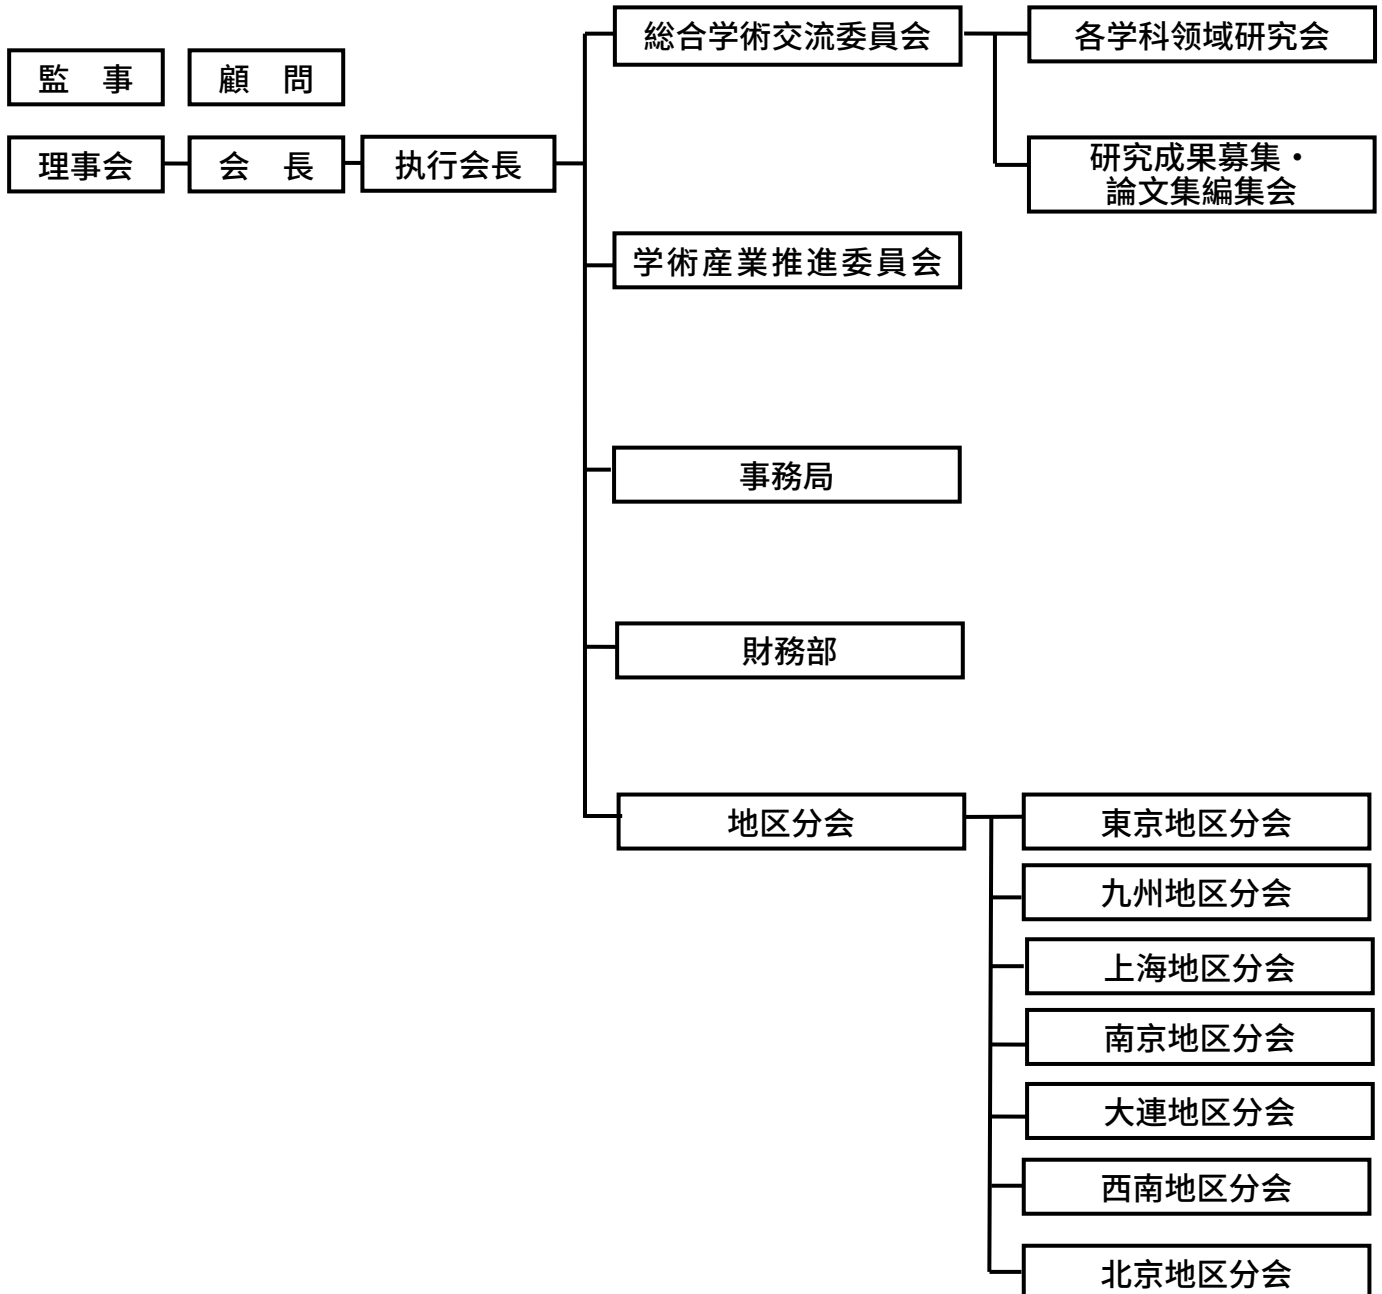 総合学術交流委員会
各学科领域研究会
監　事
顧　問
理事会
会　長
执行会長
研究成果募集・
論文集編集会
学術産業推進委員会
事務局
財務部
地区分会
東京地区分会
九州地区分会
上海地区分会
南京地区分会
大連地区分会
西南地区分会
北京地区分会